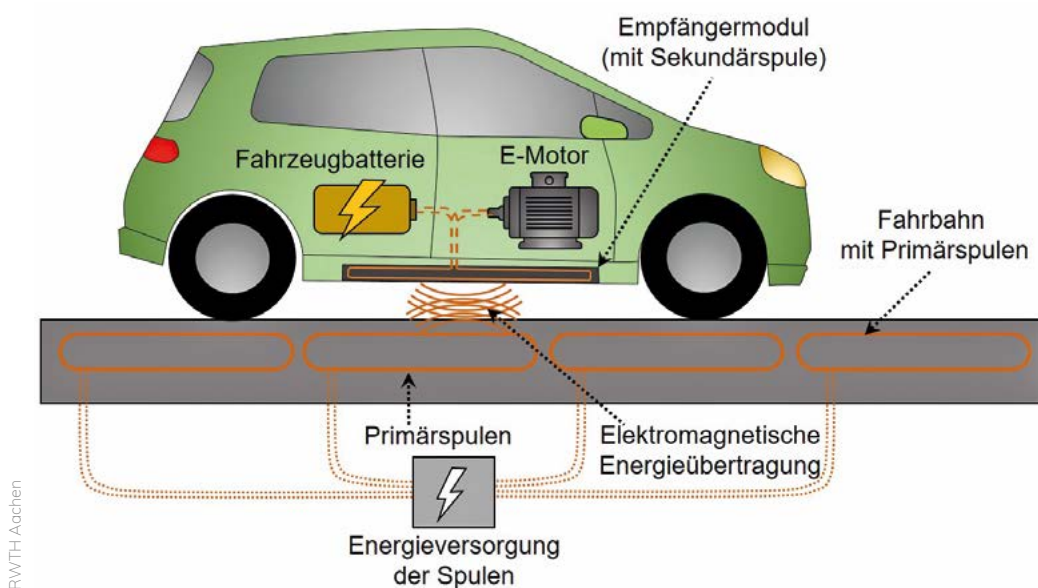 Empfängermodul
(mit Sekundärspule)
Fahrzeugbatterie
E-Motor
Fahrbahn
mit Primärspulen
Primärspulen
Elektromagnetische
Energieübertragung
Energieversorgung
der Spulen
RWTH Aachen